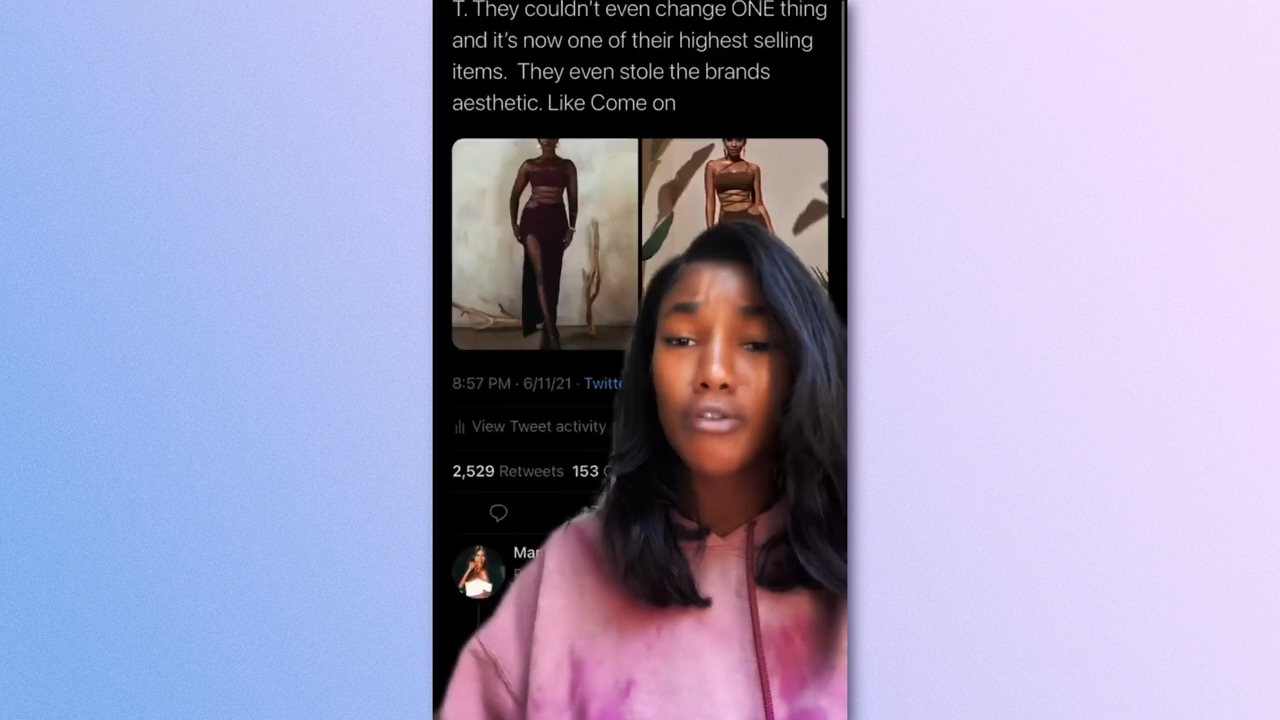 T. They couldn't even change ONE thing
and it's now one of their highest selling
items.  They even stole the brands
aesthetic. Like Come on
8:57 PM · 6/11/21 ·
View Tweet activity
2,529 Retweets 153